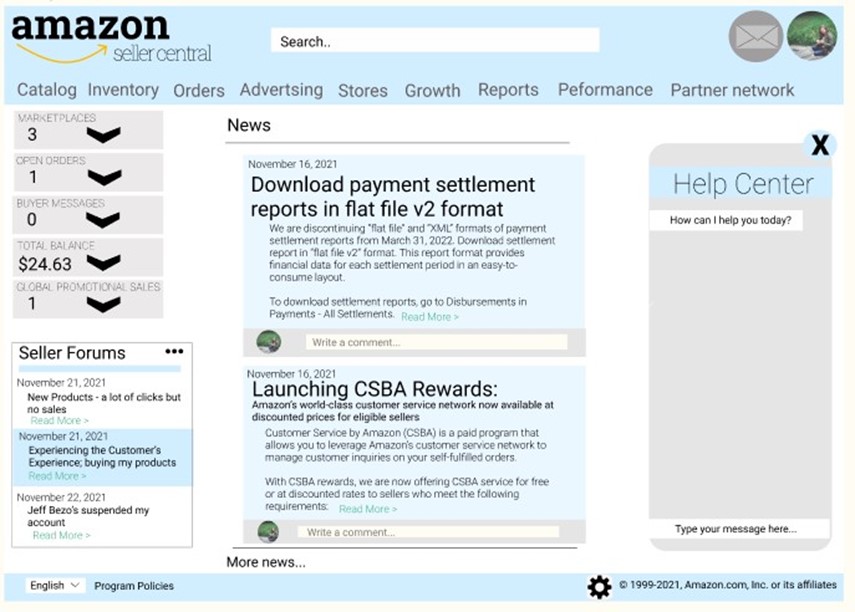 amazon
seller central
Search..
Catalog Inventory Orders Advertsing Stores Growth Reports Peformance Partner network
MARKETPLACES
3
OPEN ORDERS
1
BUYER MESSAGES
0
TOTAL BALANCE
$24.63
GLOBAL PROMOTIONAL SALES
1
Seller Forums
November 21, 2021
New Products - a lot of clicks but
no sales
Read More >
November 21, 2021
Experiencing the Customer's
Experience; buying my products
Read More >
November 22, 2021
Jeff Bezo's suspended my
account
Read More >
News
November 16, 2021
Download payment settlement
reports in flat file v2 format
We are discontinuing "flat file" and "XML" formats of payment
settlement reports from March 31, 2022. Download settlement
report in "flat file v2" format. This report format provides
financial data for each settlement period in an easy-to-
consume layout.
To download settlement reports, go to Disbursements in
Payments - All Settlements. Read More >
Write a comment...
November 16, 2021
Launching CSBA Rewards:
Amazon's world-class customer service network now available at
discounted prices for eligible sellers
Customer Service by Amazon (CSBA) is a paid program that
allows you to leverage Amazon's customer service network to
manage customer inquiries on your self-fulfilled orders.
With CSBA rewards, we are now offering CSBA service for free
or at discounted rates to sellers who meet the following
requirements: Read More >
Write a comment...
More news...
X
Help Center
How can I help you today?
Type your message here...
English Program Policies
© 1999-2021, Amazon.com, Inc. or its affiliates